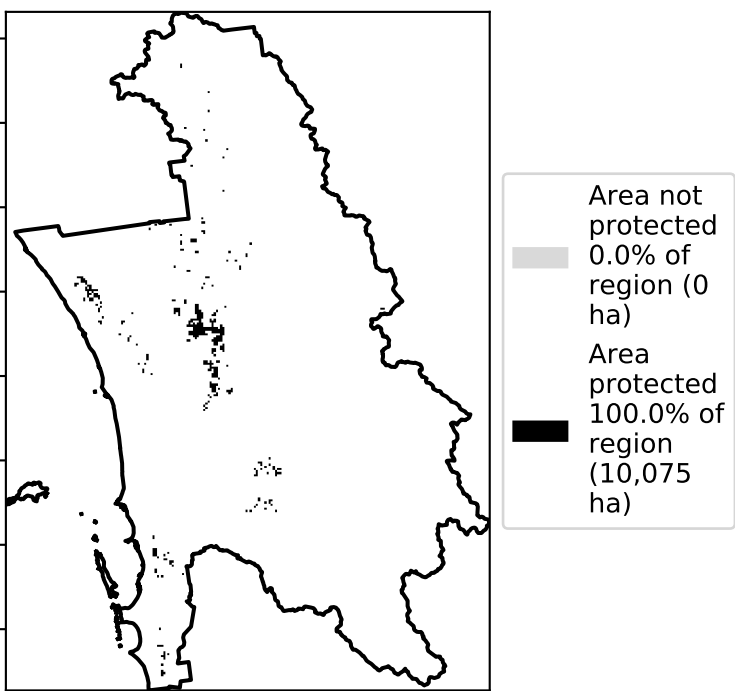 Area not
protected
0.0% of
region (0
ha)
Area
protected
100.0% of
region
(10,075
ha)